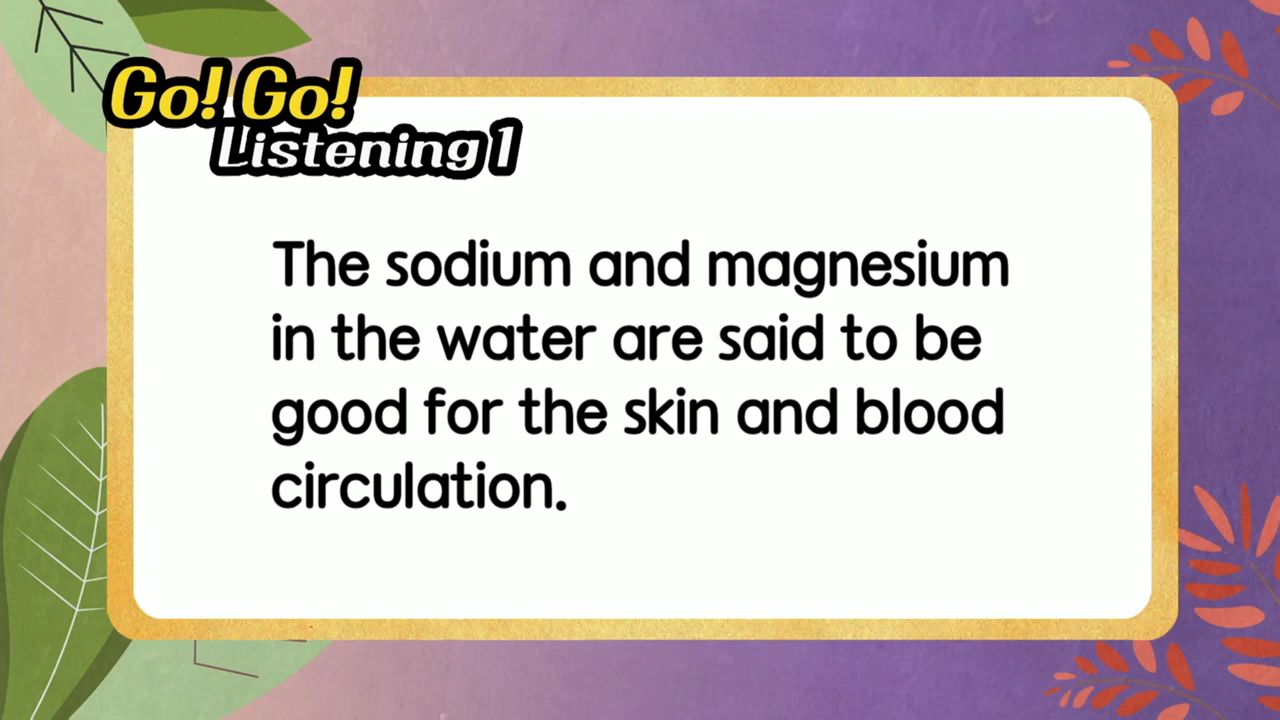 Go! Go!
Listening 1
The sodium and magnesium
in the water are said to be
good for the skin and blood
circulation.